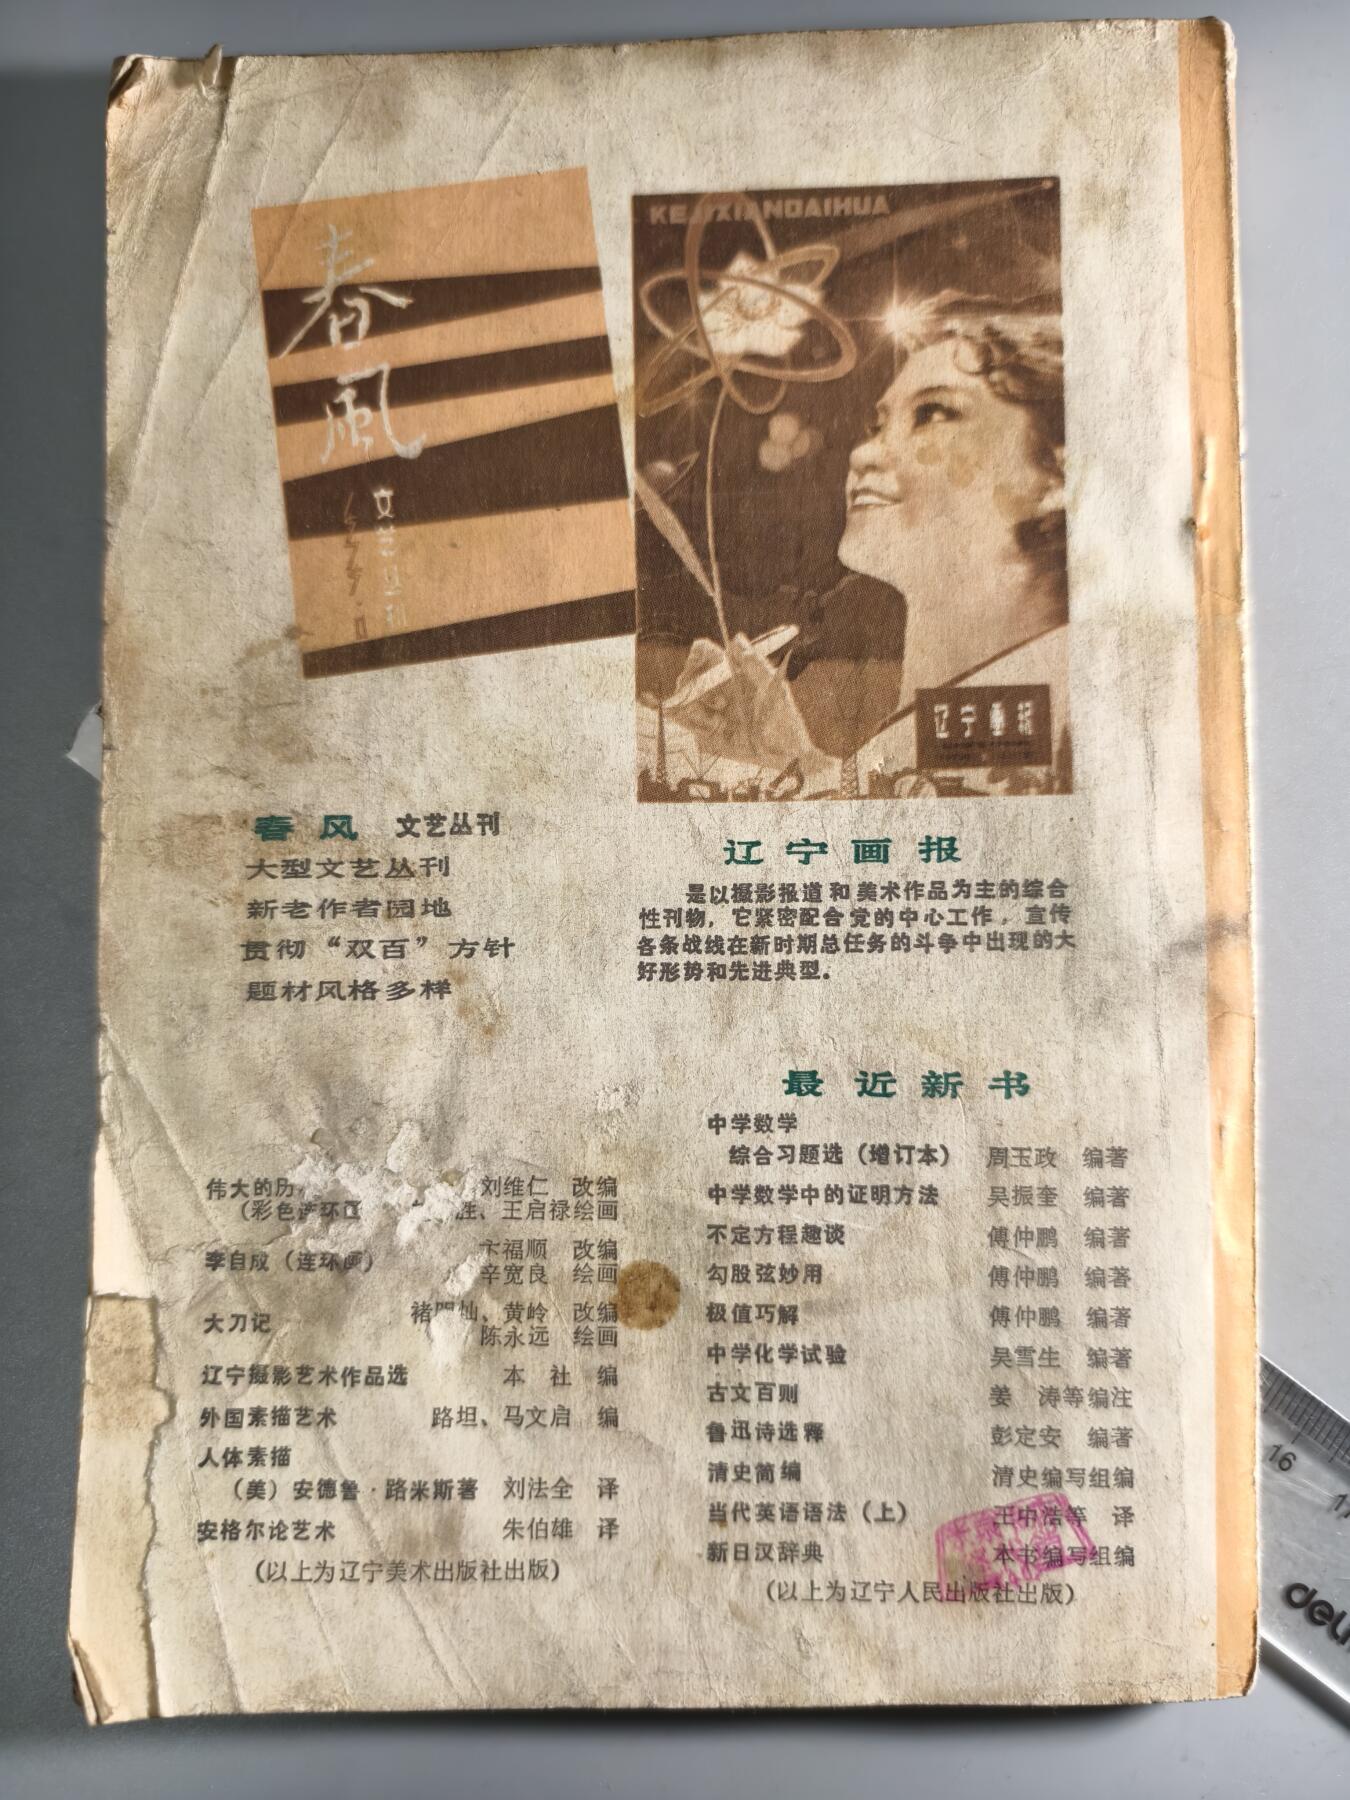 春
風
文艺丛刊
KEJIXIANDAIHUA
辽宁画报
春风 文艺丛刊
大型文艺丛刊
新老作者园地
贯彻“双百”方针
题材风格多样
辽宁画报
是以摄影报道和美术作品为主的综合
性刊物，它紧密配合党的中心工作，宣传
各条战线在新时期总任务的斗争中出现的大
好形势和先进典型。
伟大的历 刘维仁 改编
（彩色连环画 胜、王启禄绘画
李自成（连环画） 卞福顺 改编
辛宽良 绘画
大刀记 褚 灿、黄岭 改编
陈永远 绘画
辽宁摄影艺术作品选 本社 编
外国素描艺术 路坦、马文启 编
人体素描
（美）安德鲁·路米斯著 刘法全 译
安格尔论艺术 朱伯雄 译
（以上为辽宁美术出版社出版）
最近新书
中学数学
综合习题选（增订本） 周玉政 编著
中学数学中的证明方法 吴振奎 编著
不定方程趣谈 傅仲鹏 编著
勾股弦妙用 傅仲鹏 编著
极值巧解 傅仲鹏 编著
中学化学试验 吴雪生 编著
古文百则 姜 涛等编注
鲁迅诗选释 彭定安 编著
清史简编 清史编写组编
当代英语语法（上） 王中浩等 译
新日汉辞典 本书编写组编
（以上为辽宁人民出版社出版）
16
deli